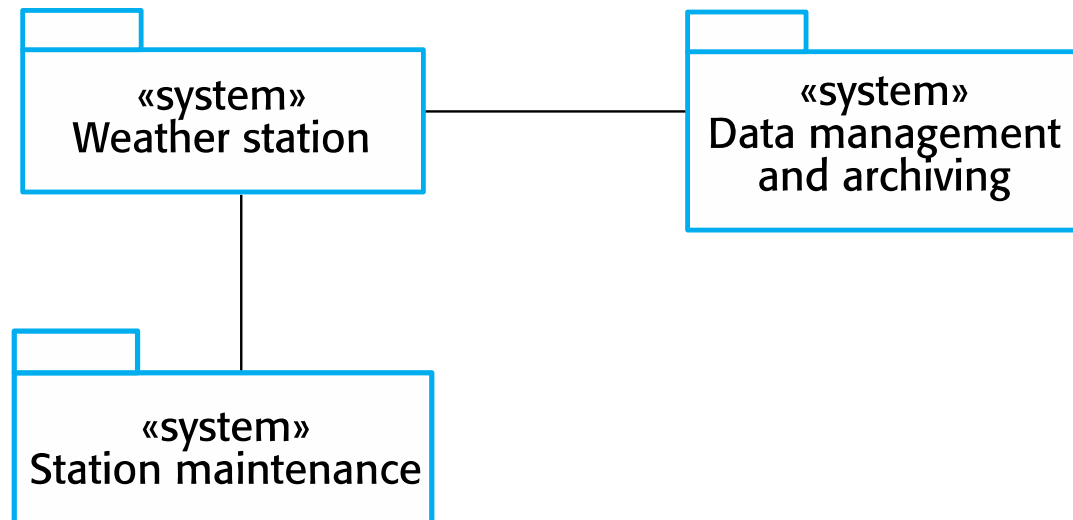 «system»
Weather station
«system»
Data management
and archiving
«system»
Station maintenance